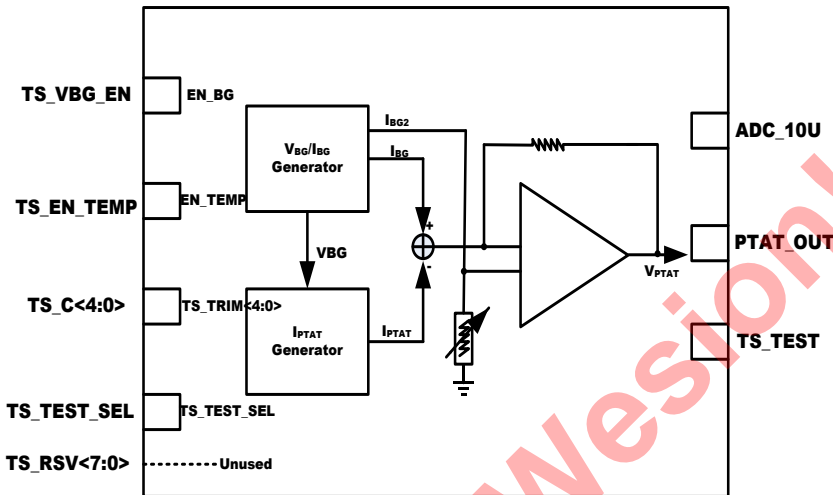 TS_VBG_EN
EN_BG
TS_EN_TEMP
EN_TEMP
TS_C<4:0>
TS_TRIM<4:0>
TS_TEST_SEL
TS_TEST_SEL
TS_RSV<7:0>
Unused
VBG/IBG
Generator
IBG2
IBG
VBG
IPTAT
Generator
IPTAT
+
-
VPTAT
ADC_10U
PTAT_OUT
TS_TEST
Wesion